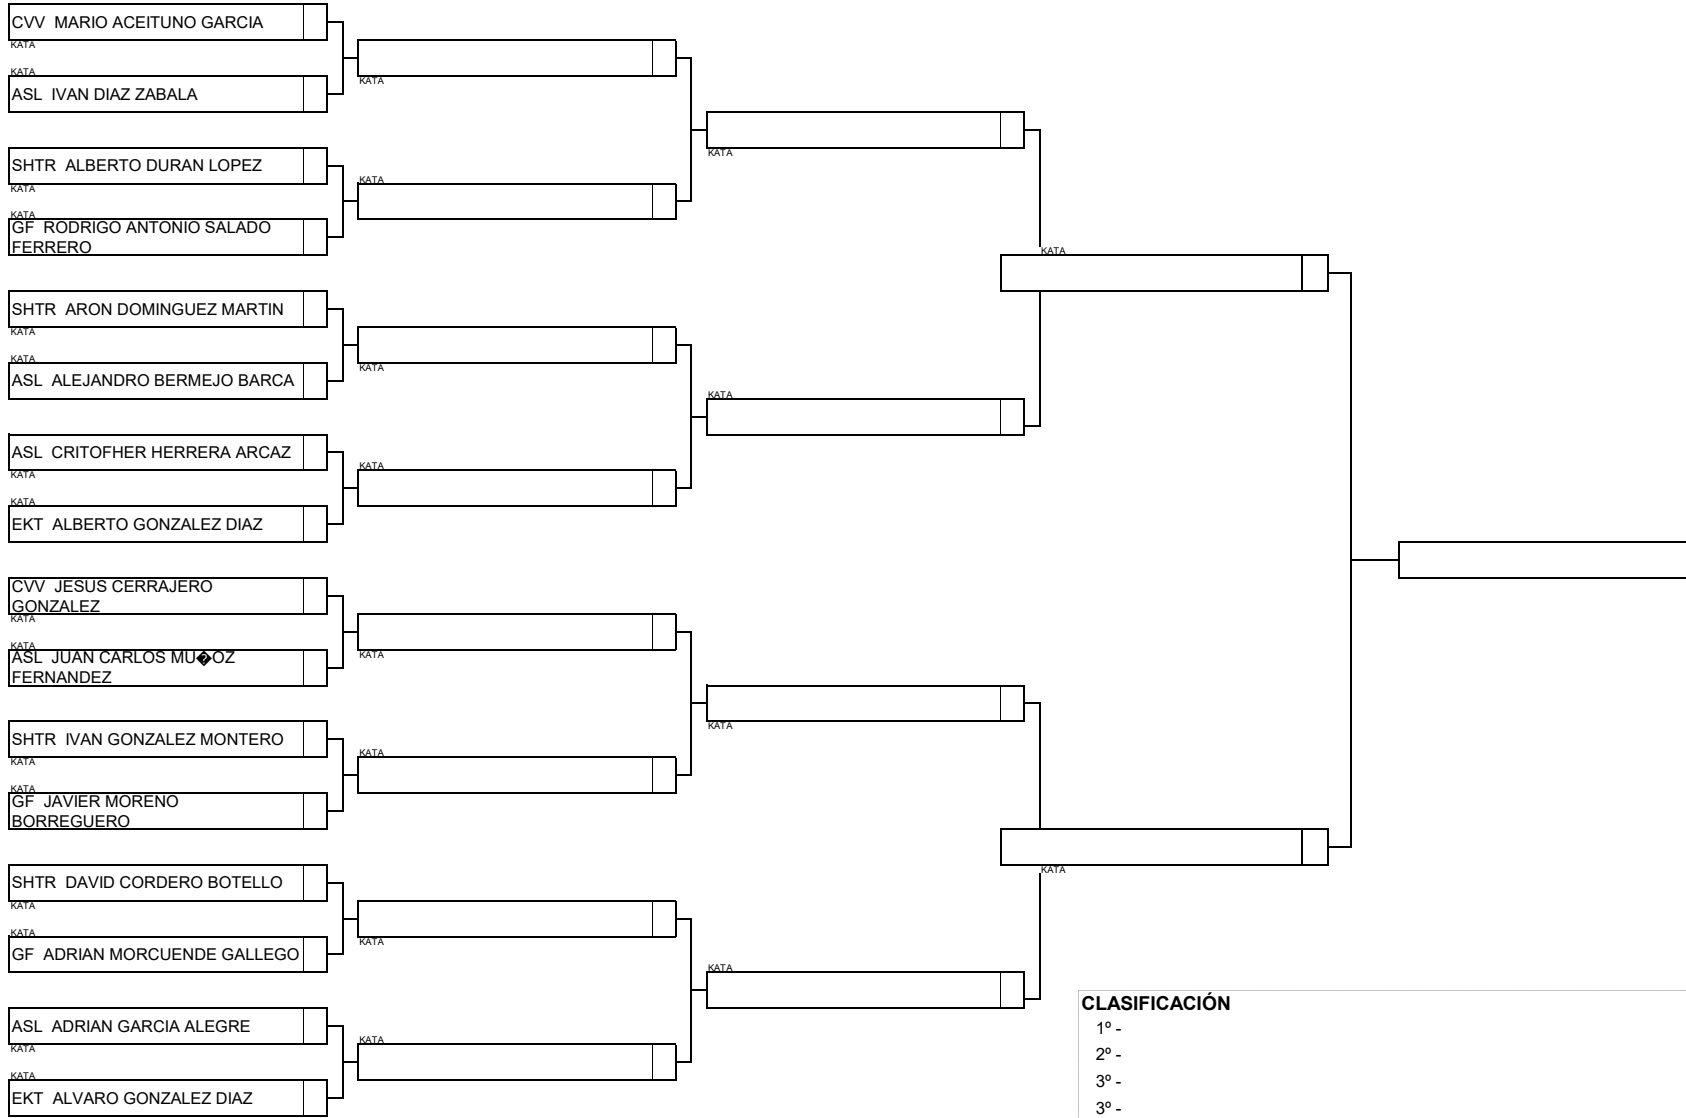 CVV MARIO ACEITUNO GARCIA
KATA
KATA
ASL IVAN DIAZ ZABALA
SHTR ALBERTO DURAN LOPEZ
KATA
KATA
GF RODRIGO ANTONIO SALADO
FERRERO
SHTR ARON DOMINGUEZ MARTIN
KATA
KATA
ASL ALEJANDRO BERMEJO BARCA
ASL CRITOFHER HERRERA ARCAZ
KATA
KATA
EKT ALBERTO GONZALEZ DIAZ
CVV JESUS CERRAJERO
GONZALEZ
KATA
KATA
ASL JUAN CARLOS MU�OZ
FERNANDEZ
SHTR IVAN GONZALEZ MONTERO
KATA
KATA
GF JAVIER MORENO
BORREGUERO
SHTR DAVID CORDERO BOTELLO
KATA
KATA
GF ADRIAN MORCUENDE GALLEGO
ASL ADRIAN GARCIA ALEGRE
KATA
KATA
EKT ALVARO GONZALEZ DIAZ
KATA
KATA
KATA
KATA
KATA
KATA
KATA
KATA
KATA
KATA
KATA
KATA
KATA
KATA
CLASIFICACIÓN
1º -
2º -
3º -
3º -